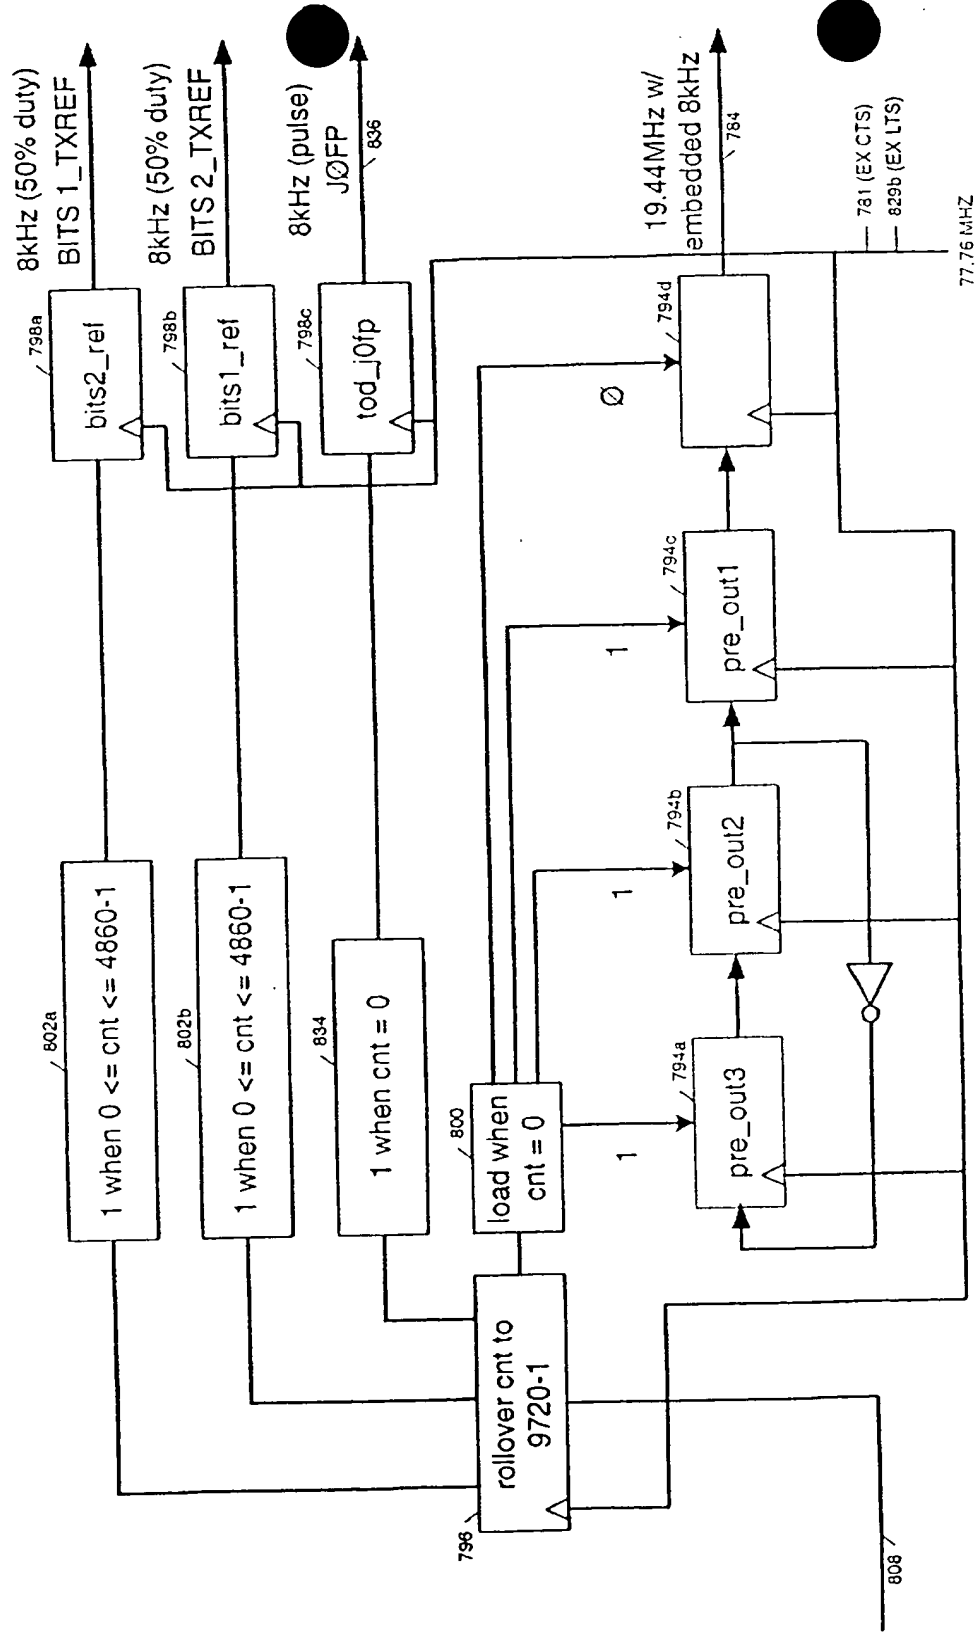 8kHz (50% duty)
BITS 1_TXREF
798a
bits2_ref
802a
1 when 0 <= cnt <= 4860-1
8kHz (50% duty)
BITS 2_TXREF
798b
bits1_ref
802b
1 when 0 <= cnt <= 4860-1
8kHz (pulse)
JØFP
836
798c
tod_j0fp
834
1 when cnt = 0
800
load when
cnt = 0
796
rollover cnt to
9720-1
808
1
794a
pre_out3
1
794b
pre_out2
1
794c
pre_out1
Ø
794d
19.44MHz w/
embedded 8kHz
784
781 (EX CTS)
829b (EX LTS)
77.76 MHZ